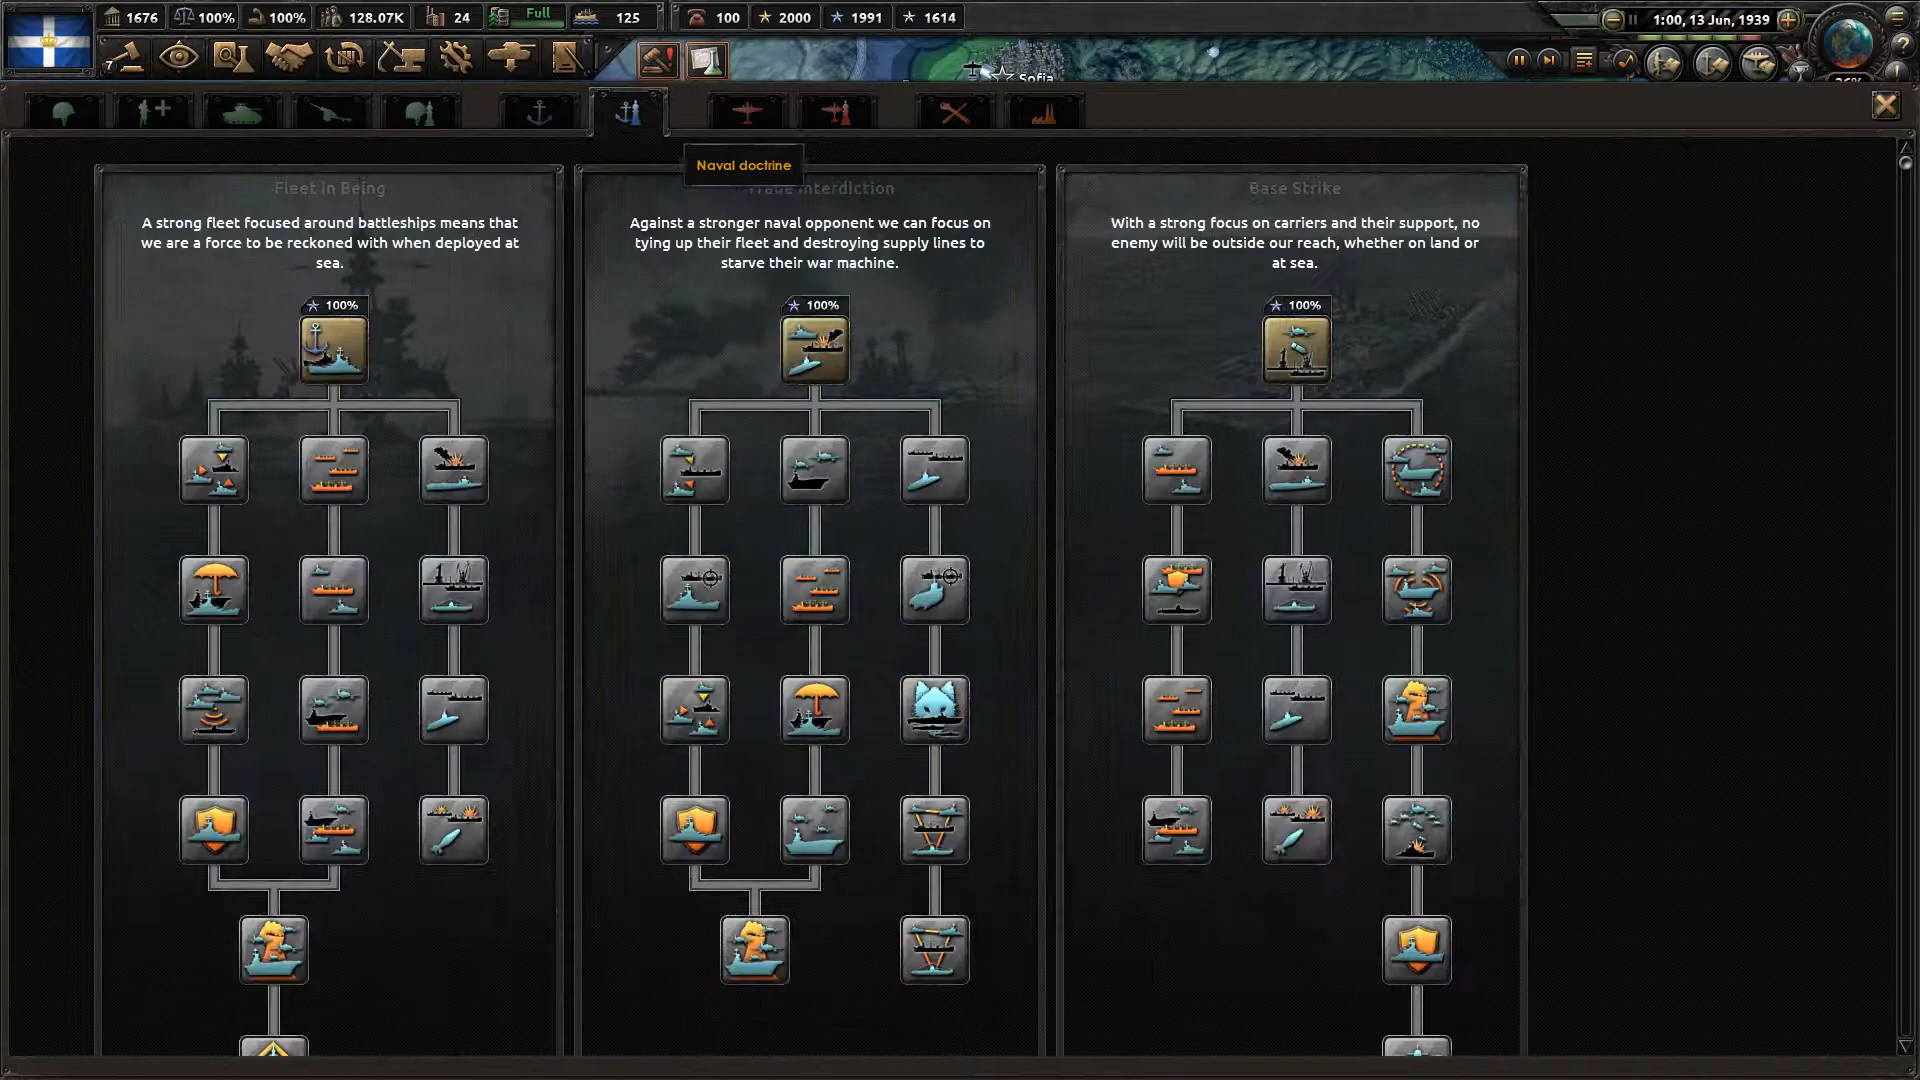 1676
100%
100%
128.07K
24
Full
125
100
2000
1991
1614
1:00, 13 Jun, 1939
7
Sofia
Naval doctrine
Fleet In Being
A strong fleet focused around battleships means that
we are a force to be reckoned with when deployed at
sea.
100%
Trade Interdiction
Against a stronger naval opponent we can focus on
tying up their fleet and destroying supply lines to
starve their war machine.
100%
Base Strike
With a strong focus on carriers and their support, no
enemy will be outside our reach, whether on land or
at sea.
100%